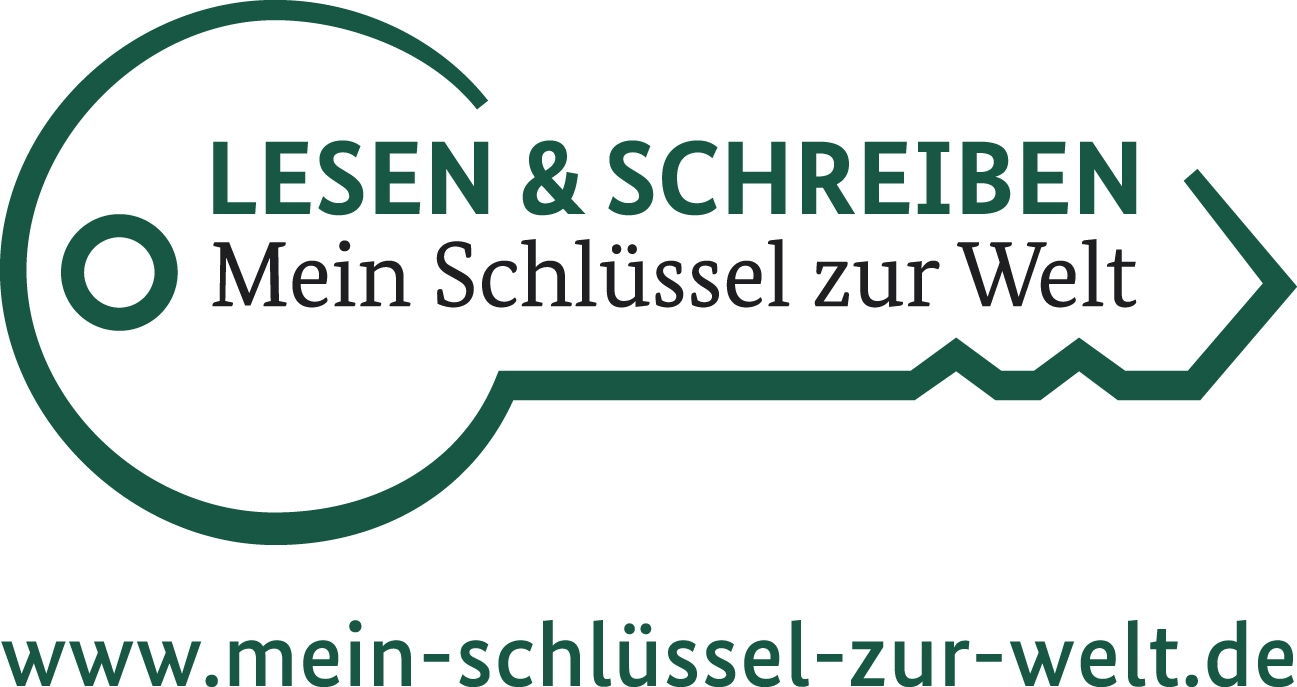 LESEN & SCHREIBEN
Mein Schlüssel zur Welt
www.mein-schlüssel-zur-welt.de